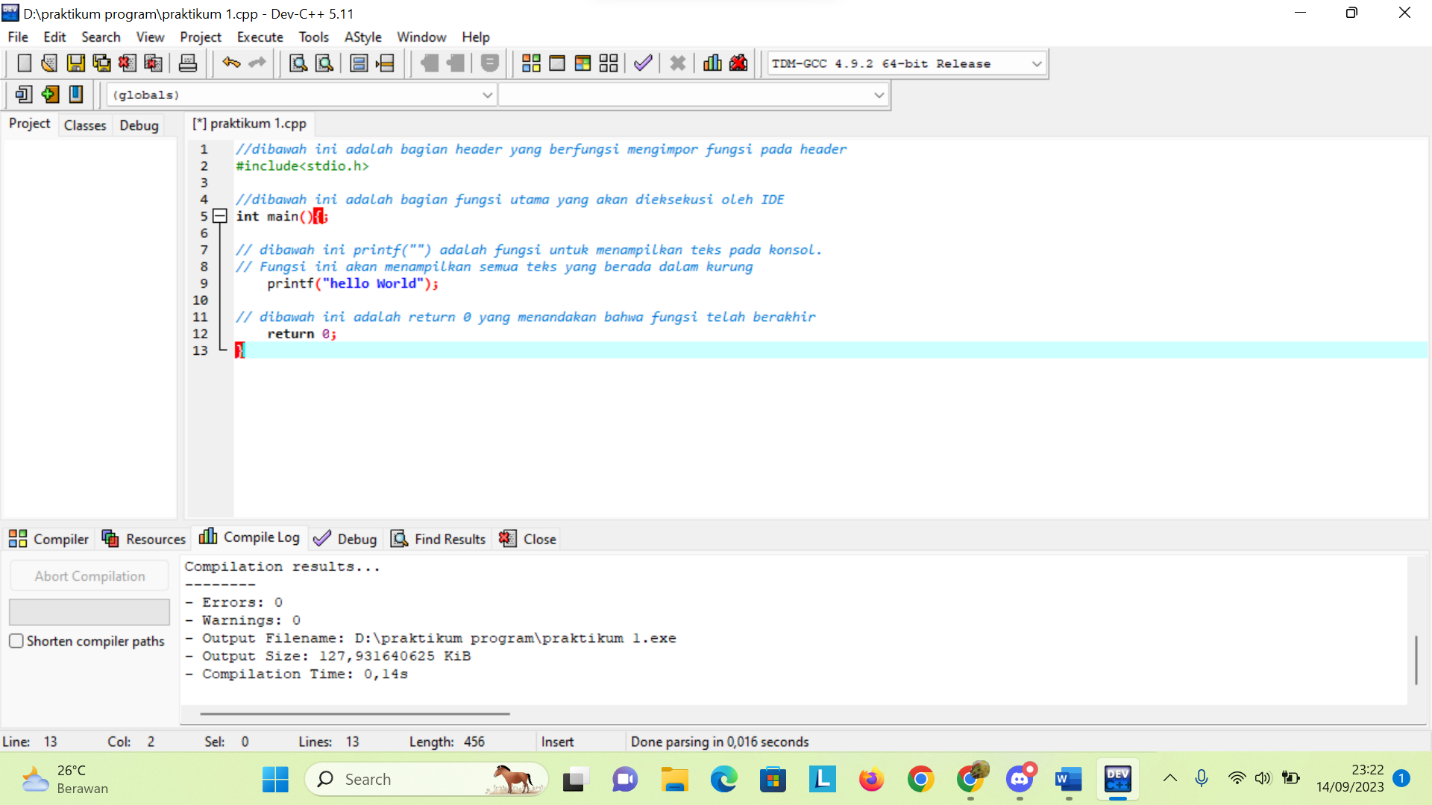 D:\praktikum program\praktikum 1.cpp - Dev-C++ 5.11
File Edit Search View Project Execute Tools AStyle Window Help
TDM-GCC 4.9.2 64-bit Release
(globals)
Project Classes Debug
[*] praktikum 1.cpp
1 //dibawah ini adalah bagian header yang berfungsi mengimpor fungsi pada header
2 #include<stdio.h>
3
4 //dibawah ini adalah bagian fungsi utama yang akan dieksekusi oleh IDE
5 int main(){;
6
7 // dibawah ini printf("") adalah fungsi untuk menampilkan teks pada konsol.
8 // Fungsi ini akan menampilkan semua teks yang berada dalam kurung
9 printf("hello World");
10
11 // dibawah ini adalah return 0 yang menandakan bahwa fungsi telah berakhir
12 return 0;
13 }
Compiler Resources Compile Log Debug Find Results Close
Abort Compilation
Shorten compiler paths
Compilation results...
--------
- Errors: 0
- Warnings: 0
- Output Filename: D:\praktikum program\praktikum 1.exe
- Output Size: 127,931640625 KiB
- Compilation Time: 0,14s
Line: 13 Col: 2 Sel: 0 Lines: 13 Length: 456 Insert Done parsing in 0,016 seconds
26°C
Berawan
Search
L
W
DEV
23:22
14/09/2023
1